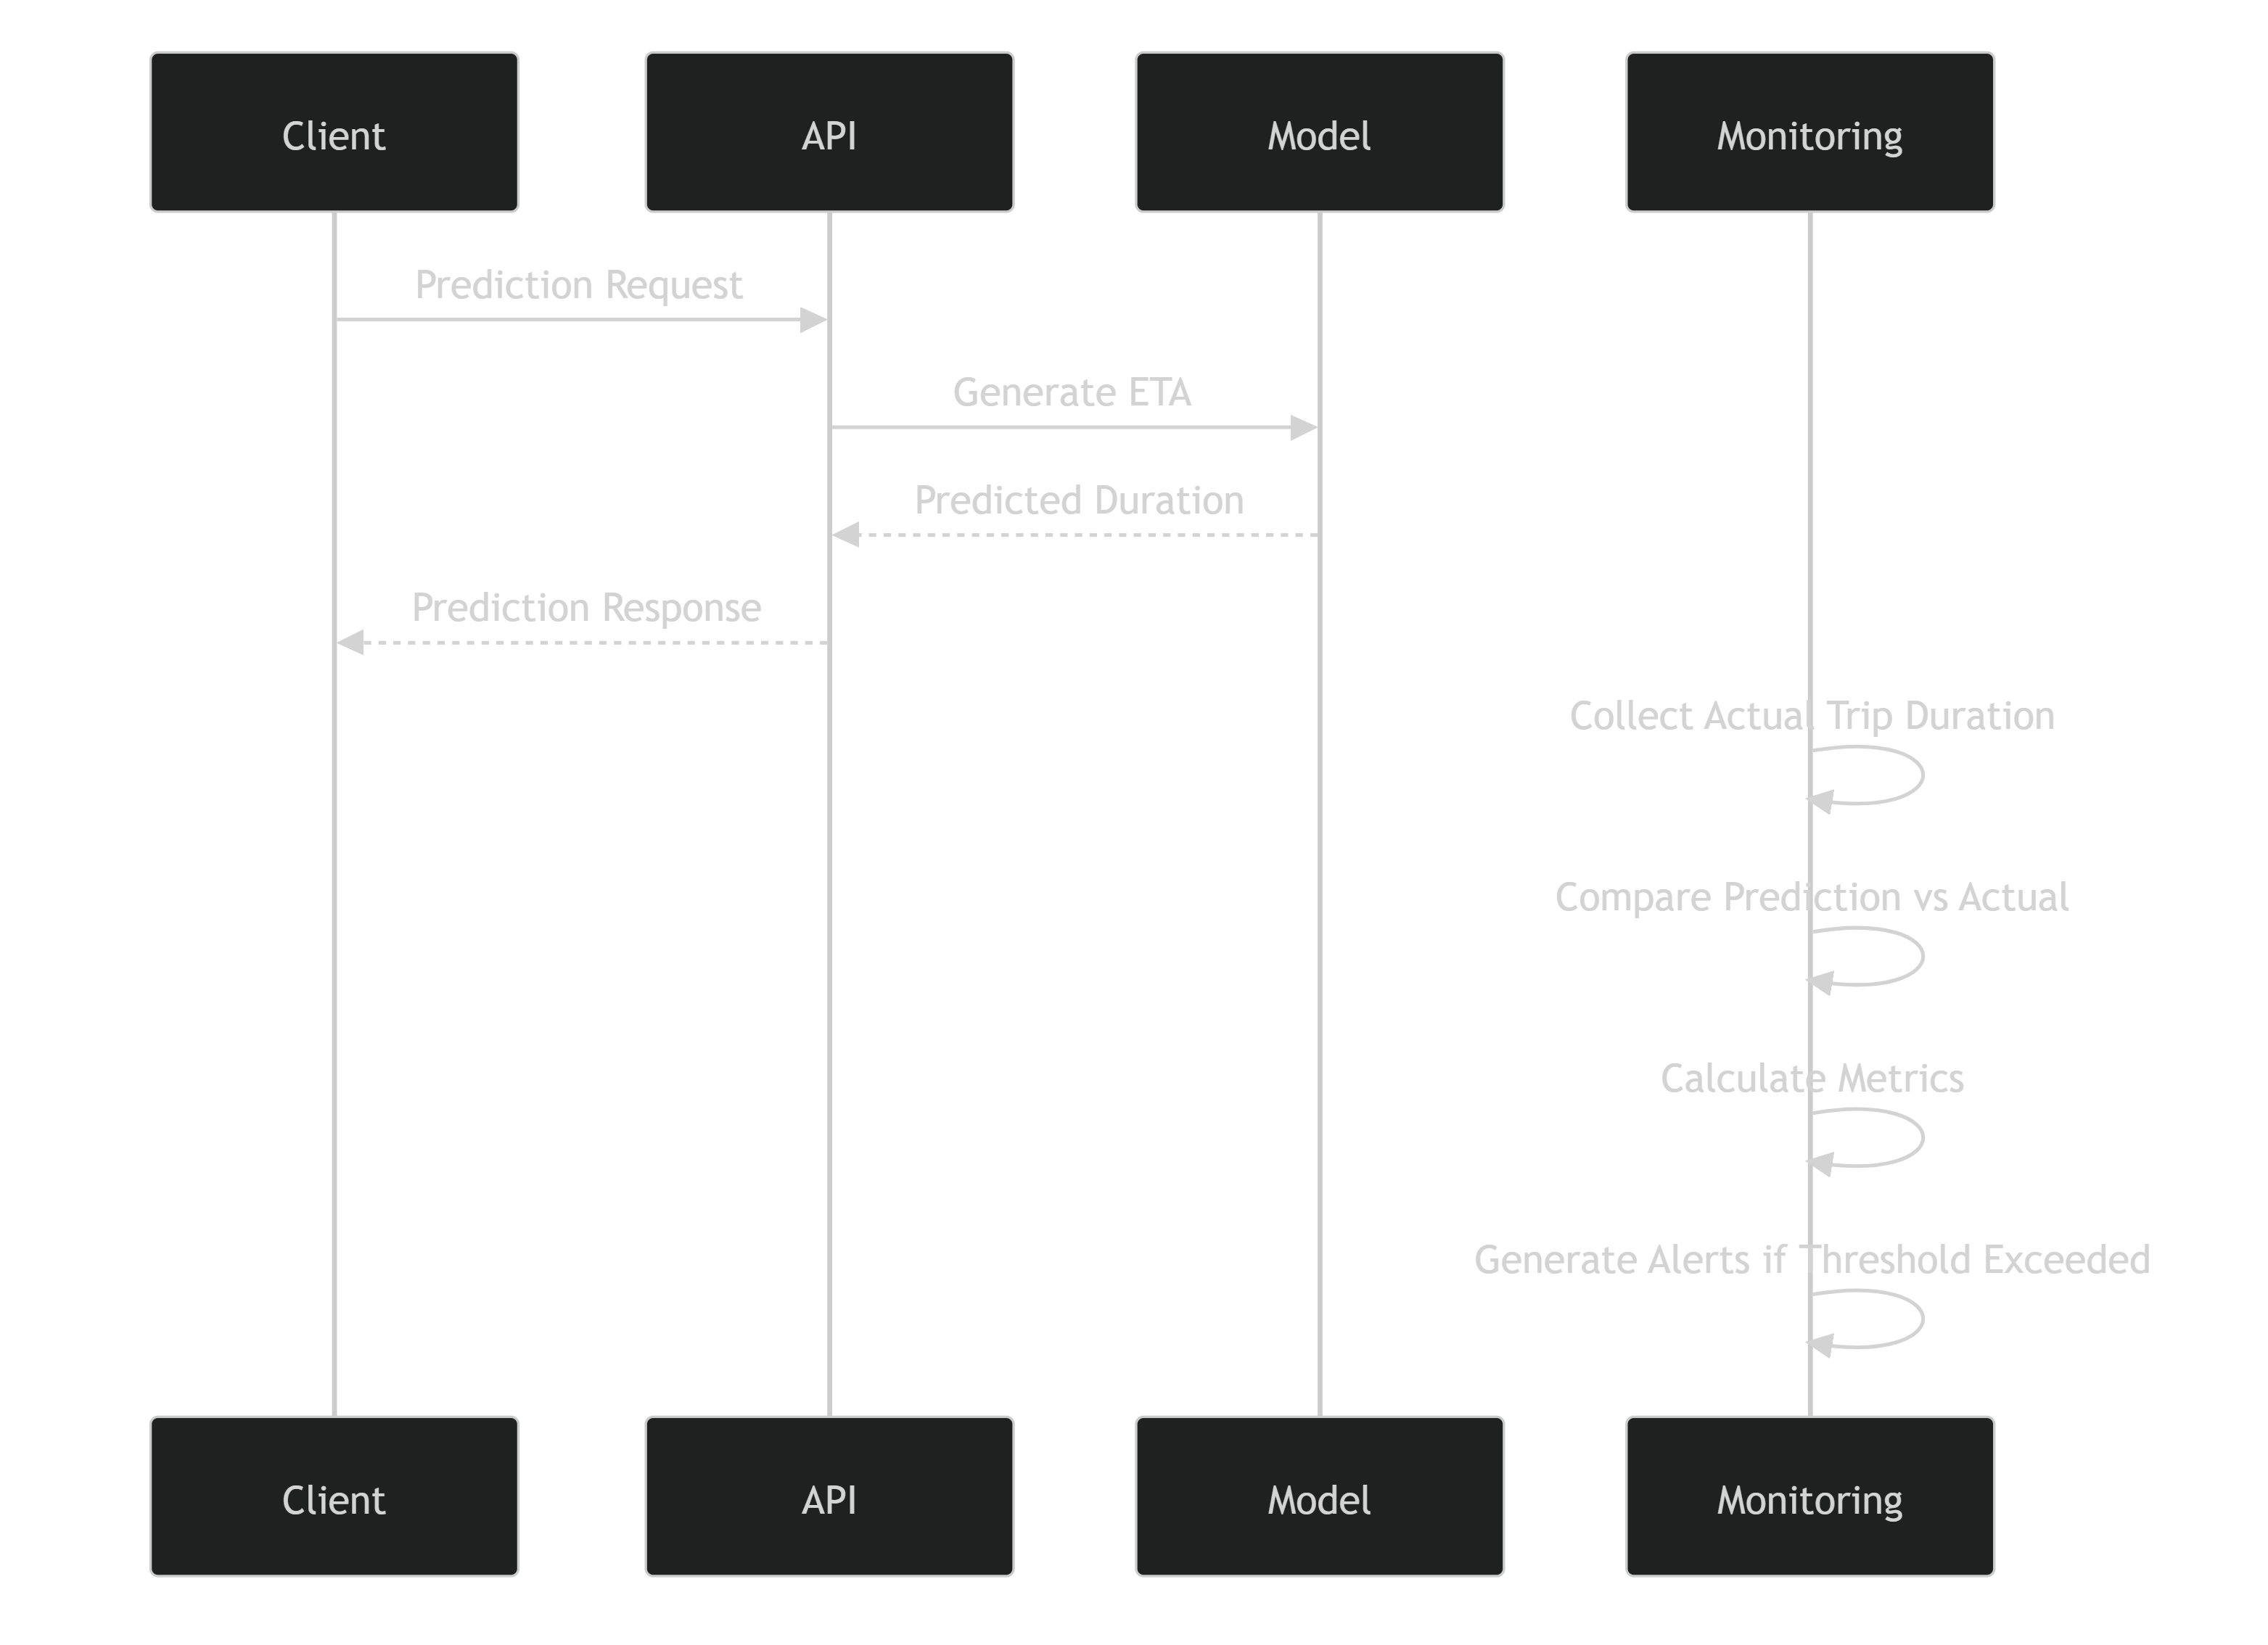 Client
API
Model
Monitoring
Prediction Request
Generate ETA
Predicted Duration
Prediction Response
Collect Actual Trip Duration
Compare Prediction vs Actual
Calculate Metrics
Generate Alerts if Threshold Exceeded
Client
API
Model
Monitoring